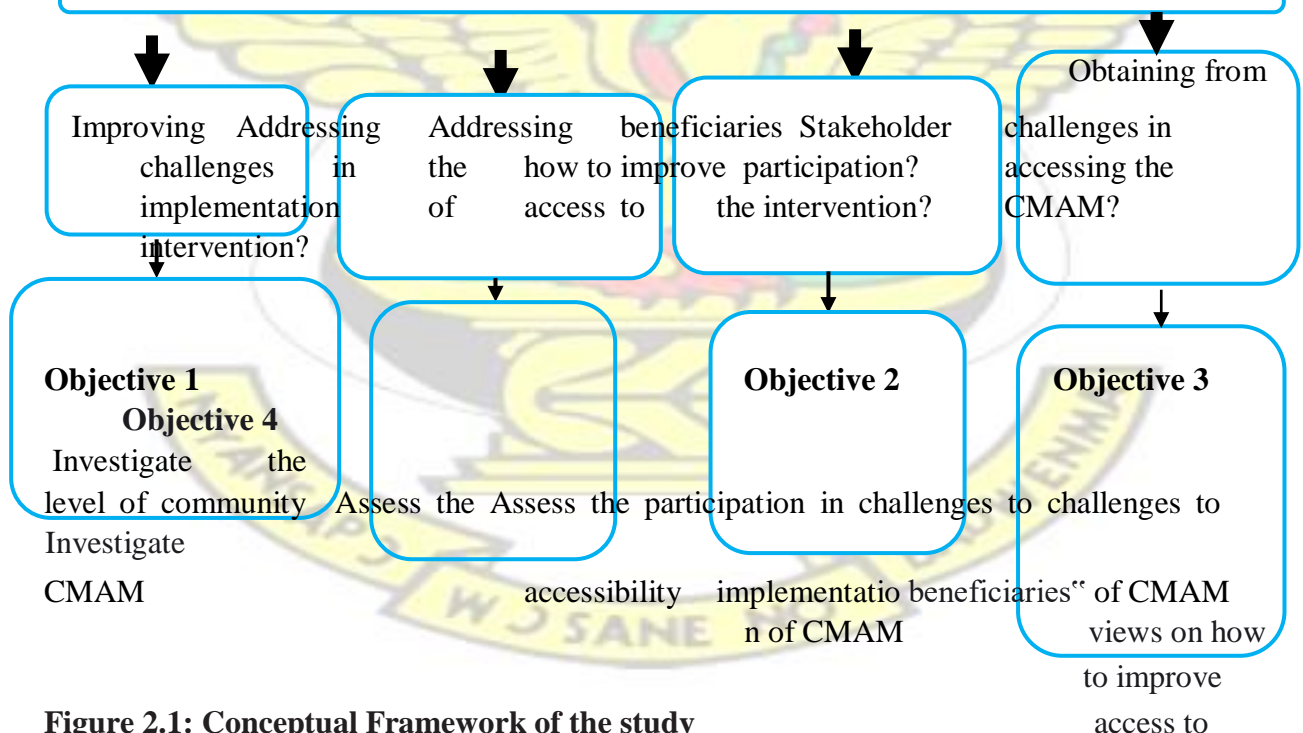 Obtaining from
Improving Addressing Addressing beneficiaries Stakeholder challenges in
challenges in the how to improve participation? accessing the
implementation of access to the intervention? CMAM?
intervention?
Objective 1 Objective 2 Objective 3
Objective 4
Investigate the
level of community Assess the Assess the participation in challenges to challenges to
Investigate
CMAM accessibility implementatio beneficiaries‟ of CMAM
n of CMAM views on how
to improve
Figure 2.1: Conceptual Framework of the study access to
W J SANE NO